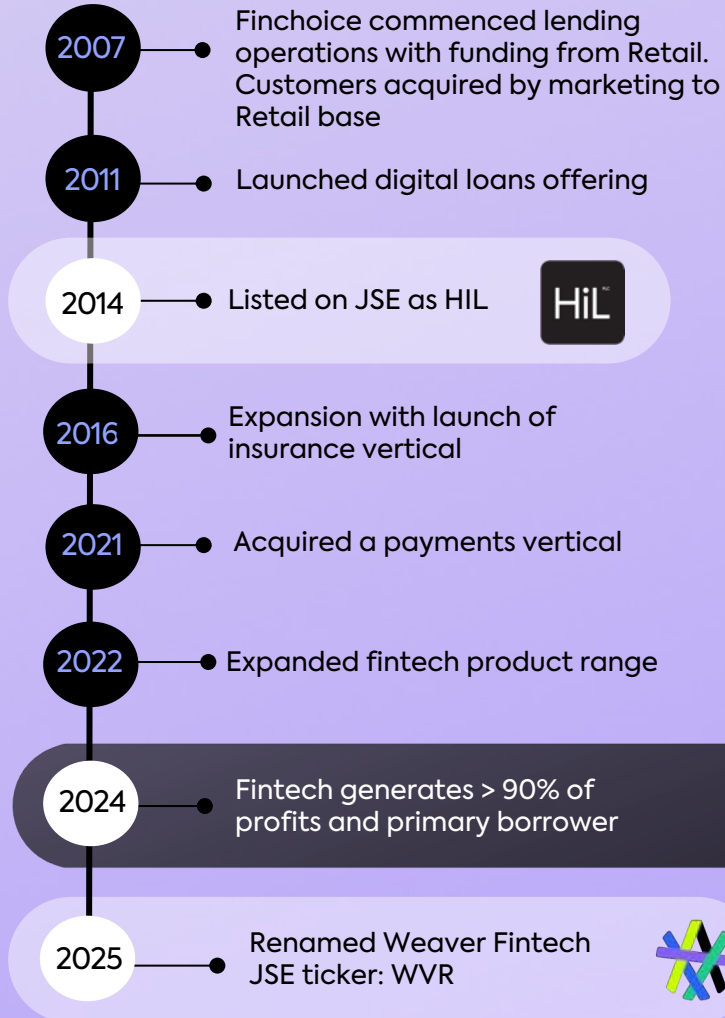 2007
Finchoice commenced lending
operations with funding from Retail.
Customers acquired by marketing to
Retail base
2011
Launched digital loans offering
2014
Listed on JSE as HIL
HiL
2016
Expansion with launch of
insurance vertical
2021
Acquired a payments vertical
2022
Expanded fintech product range
2024
Fintech generates > 90% of
profits and primary borrower
2025
Renamed Weaver Fintech
JSE ticker: WVR